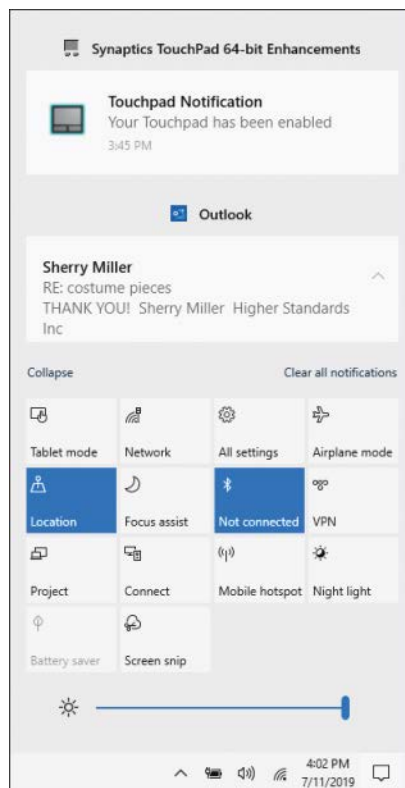 Synaptics TouchPad 64-bit Enhancements
Touchpad Notification
Your Touchpad has been enabled
3:45 PM
Outlook
Sherry Miller
RE: costume pieces
THANK YOU! Sherry Miller Higher Standards
Inc
Collapse Clear all notifications
Tablet mode Network All settings Airplane mode
Location Focus assist Not connected VPN
Project Connect Mobile hotspot Night light
Battery saver Screen snip
4:02 PM
7/11/2019